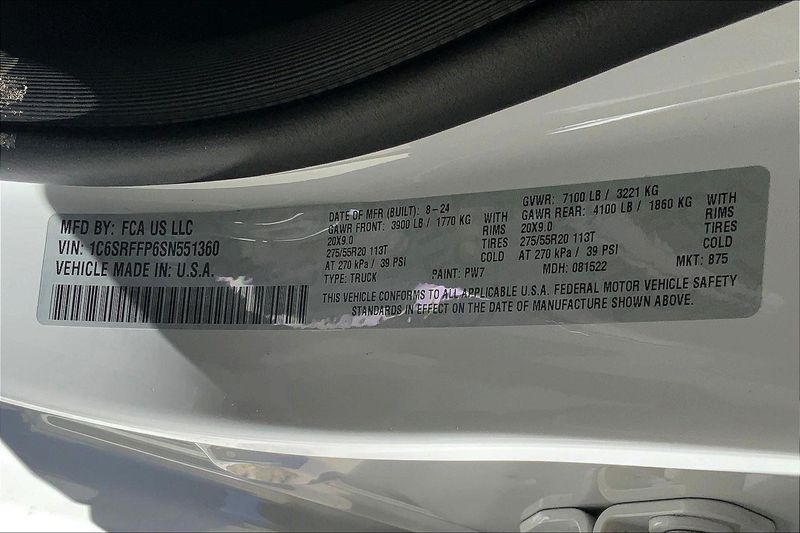 MFD BY: FCA US LLC
VIN: 1C6SRFFP6SN551360
VEHICLE MADE IN: U.S.A.
DATE OF MFR (BUILT): 8-24
GAWR FRONT: 3900 LB / 1770 KG WITH
20X9.0 RIMS
275/55R20 113T TIRES
AT 270 kPa / 39 PSI COLD
TYPE: TRUCK PAINT: PW7
GVWR: 7100 LB / 3221 KG
GAWR REAR: 4100 LB / 1860 KG WITH
20X9.0 RIMS
275/55R20 113T TIRES
AT 270 kPa / 39 PSI COLD
MDH: 081522 MKT: 875
THIS VEHICLE CONFORMS TO ALL APPLICABLE U.S.A. FEDERAL MOTOR VEHICLE SAFETY
STANDARDS IN EFFECT ON THE DATE OF MANUFACTURE SHOWN ABOVE.